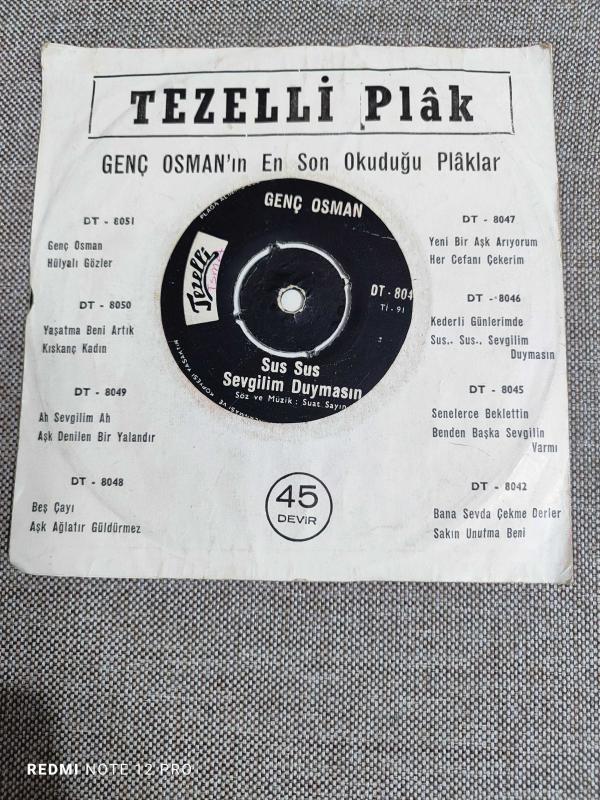 TEZELLİ Plâk
GENÇ OSMAN'ın En Son Okuduğu Plâklar
DT - 8051
Genç Osman
Hülyalı Gözler
DT - 8050
Yaşatma Beni Artık
Kıskanç Kadın
DT - 8049
Ah Sevgilim Ah
Aşk Denilen Bir Yalandır
DT - 8048
Beş Çayı
Aşk Ağlatır Güldürmez
GENÇ OSMAN
Tezelli
DT - 804
Tİ - 91
Sus Sus
Sevgilim Duymasın
Söz ve Müzik : Suat Sayın
KOPYESİ YASAKTIR
45
DEVİR
DT - 8047
Yeni Bir Aşk Arıyorum
Her Cefanı Çekerim
DT - 8046
Kederli Günlerimde
Sus.. Sus.. Sevgilim
Duymasın
DT - 8045
Senelerce Beklettin
Benden Başka Sevgilin
Varmı
DT - 8042
Bana Sevda Çekme Derler
Sakın Unutma Beni
REDMI NOTE 12 PRO